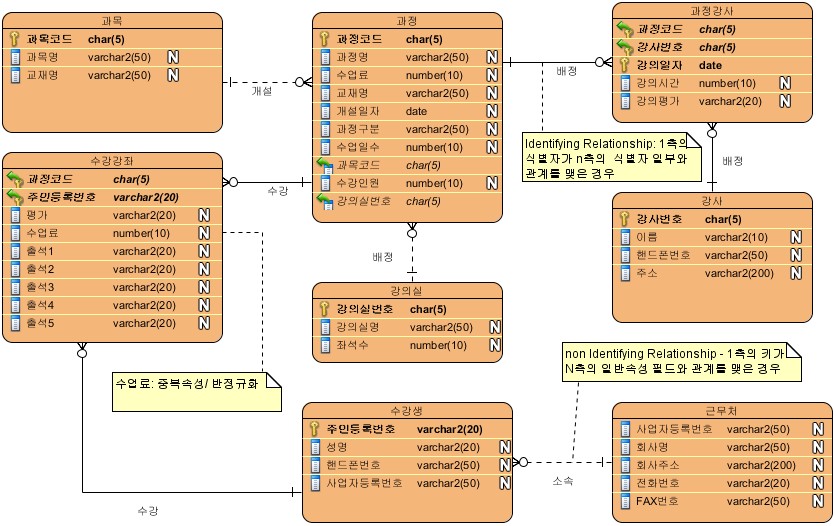 과목
과목코드 char(5)
과목명 varchar2(50) N
교재명 varchar2(50) N
개설
과정
과정코드 char(5)
과정명 varchar2(50) N
수업료 number(10) N
교재명 varchar2(50) N
개설일자 date N
과정구분 varchar2(50) N
수업일수 number(10) N
과목코드 char(5)
수강인원 number(10) N
강의실번호 char(5)
배정
과정강사
과정코드 char(5)
강사번호 char(5)
강의일자 date
강의시간 number(10) N
강의평가 varchar2(20) N
Identifying Relationship: 1측의
식별자가 n측의 식별자 일부와
관계를 맺은 경우
배정
수강강좌
과정코드 char(5)
주민등록번호 varchar2(20)
평가 varchar2(20) N
수업료 number(10) N
출석1 varchar2(20) N
출석2 varchar2(20) N
출석3 varchar2(20) N
출석4 varchar2(20) N
출석5 varchar2(20) N
수강
배정
강사
강사번호 char(5)
이름 varchar2(10) N
핸드폰번호 varchar2(50) N
주소 varchar2(200) N
강의실
강의실번호 char(5)
강의실명 varchar2(50) N
좌석수 number(10) N
수업료: 중복속성/ 반정규화
non Identifying Relationship - 1측의 키가
N측의 일반속성 필드와 관계를 맺은 경우
수강생
주민등록번호 varchar2(20)
성명 varchar2(20) N
핸드폰번호 varchar2(50) N
사업자등록번호 varchar2(50) N
수강
소속
근무처
사업자등록번호 varchar2(50) N
회사명 varchar2(50) N
회사주소 varchar2(200) N
전화번호 varchar2(20) N
FAX번호 varchar2(50) N